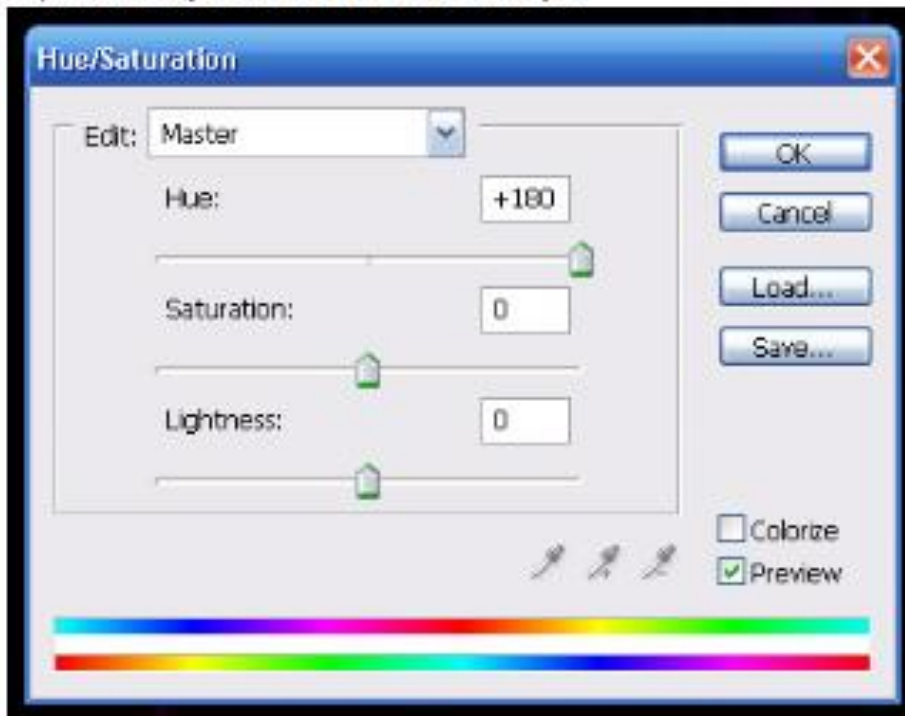 Hue/Saturation
Edit: Master
OK
Hue: +180
Cancel
Load...
Saturation: 0
Save...
Lightness: 0
Colorize
Preview